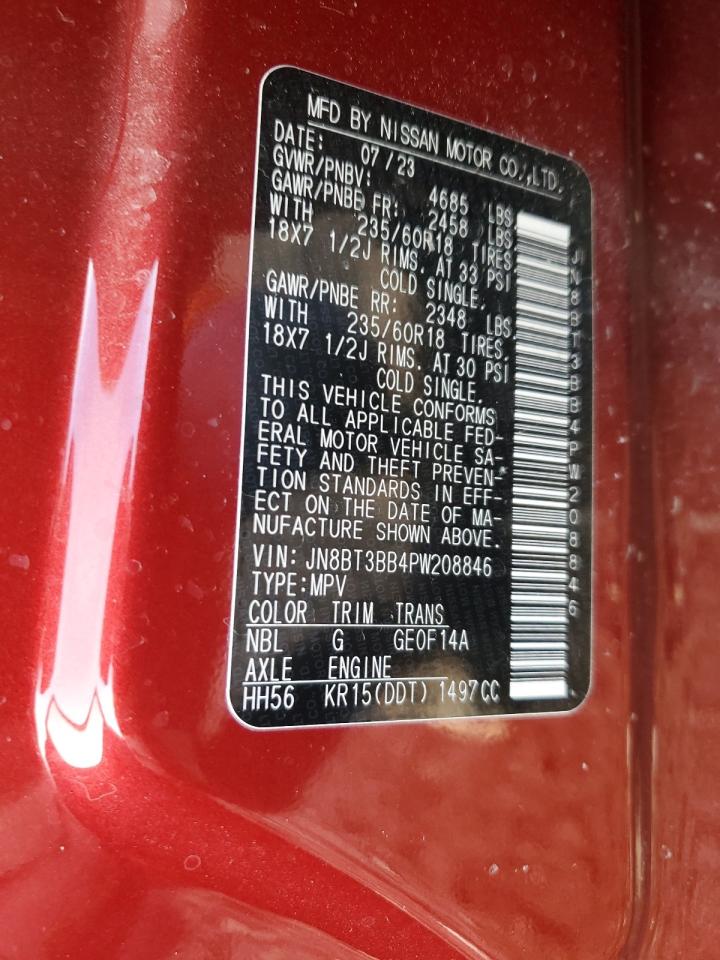 MFD BY NISSAN MOTOR CO.,LTD.
DATE: 07/23
GVWR/PNBV: 4685 LBS
GAWR/PNBE FR: 2458 LBS
WITH 235/60R18 TIRES.
18X7 1/2J RIMS. AT 33 PSI
COLD SINGLE.
GAWR/PNBE RR: 2348 LBS
WITH 235/60R18 TIRES.
18X7 1/2J RIMS. AT 30 PSI
COLD SINGLE.
THIS VEHICLE CONFORMS
TO ALL APPLICABLE FED-
ERAL MOTOR VEHICLE SA-
FETY AND THEFT PREVEN-
TION STANDARDS IN EFF-
ECT ON THE DATE OF MA-
NUFACTURE SHOWN ABOVE.
VIN: JN8BT3BB4PW208846
TYPE:MPV
COLOR TRIM TRANS
NBL G GE0F14A
AXLE ENGINE
HH56 KR15(DDT) 1497CC
JN8BT3BB4PW208846